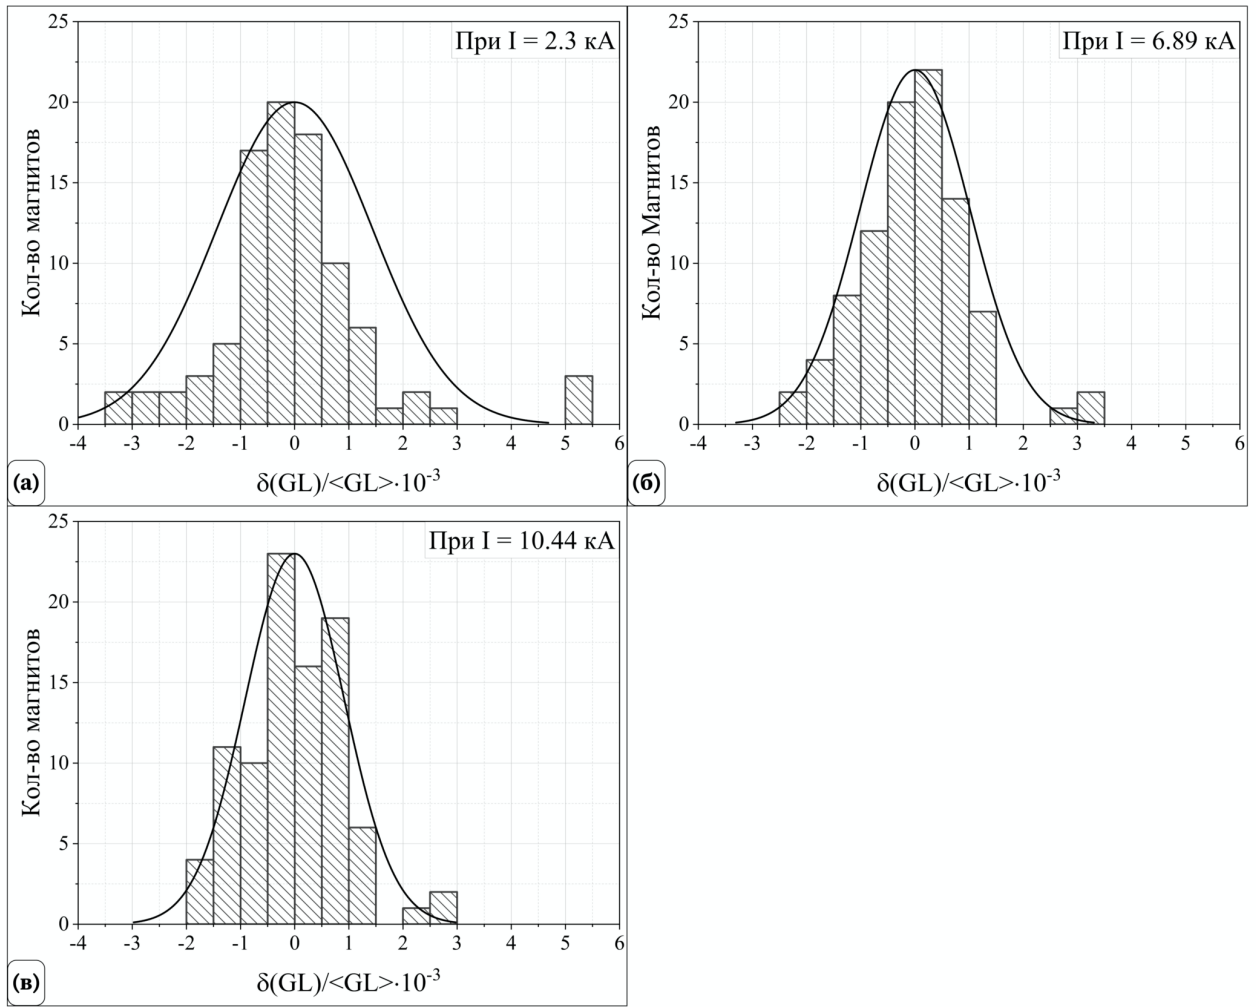 При I = 2.3 кА
Кол-во магнитов
25
20
15
10
5
0
-4 -3 -2 -1 0 1 2 3 4 5 6
δ(GL)/<GL>·10⁻³
(а)
При I = 6.89 кА
Кол-во Магнитов
25
20
15
10
5
0
-4 -3 -2 -1 0 1 2 3 4 5 6
δ(GL)/<GL>·10⁻³
(б)
При I = 10.44 кА
Кол-во магнитов
25
20
15
10
5
0
-4 -3 -2 -1 0 1 2 3 4 5 6
δ(GL)/<GL>·10⁻³
(в)